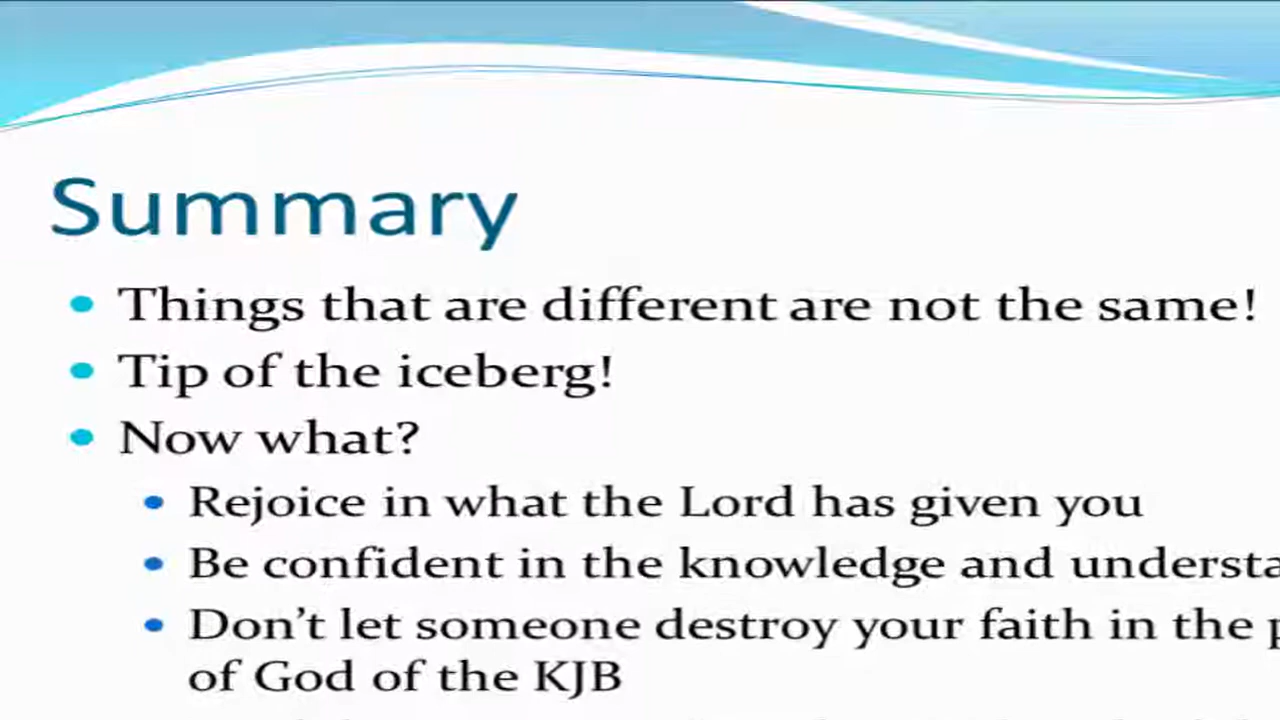 Summary
Things that are different are not the same!
Tip of the iceberg!
Now what?
Rejoice in what the Lord has given you
Be confident in the knowledge and
Don't let someone destroy your faith in the
of God of the KJB